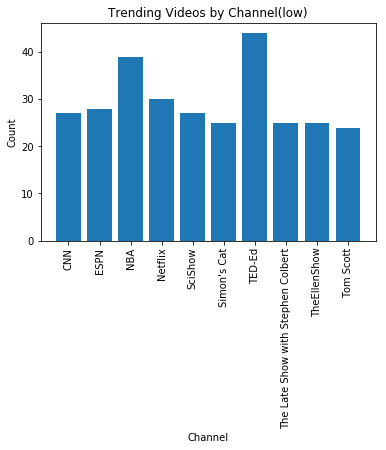 Trending Videos by Channel(low)
Count
40
30
20
10
0
CNN
ESPN
NBA
Netflix
SciShow
Simon's Cat
TED-Ed
The Late Show with Stephen Colbert
TheEllenShow
Tom Scott
Channel